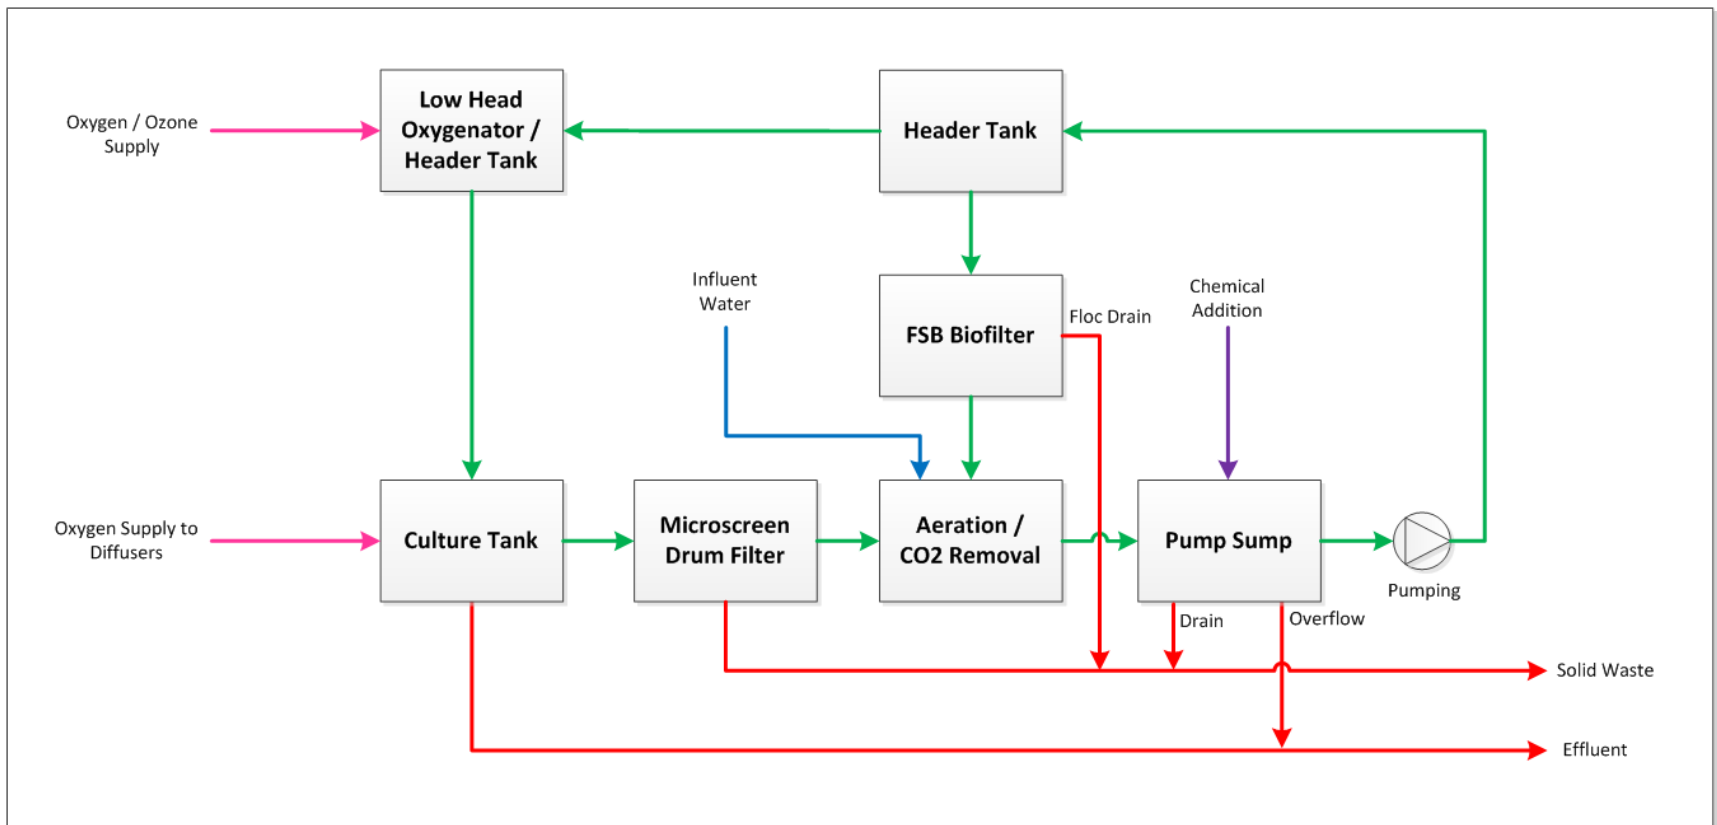 Low Head
Oxygenator /
Header Tank
Header Tank
Oxygen / Ozone
Supply
Influent
Water
Chemical
Addition
FSB Biofilter
Floc Drain
Oxygen Supply to
Diffusers
Culture Tank
Microscreen
Drum Filter
Aeration /
CO2 Removal
Pump Sump
Pumping
Drain
Overflow
Solid Waste
Effluent